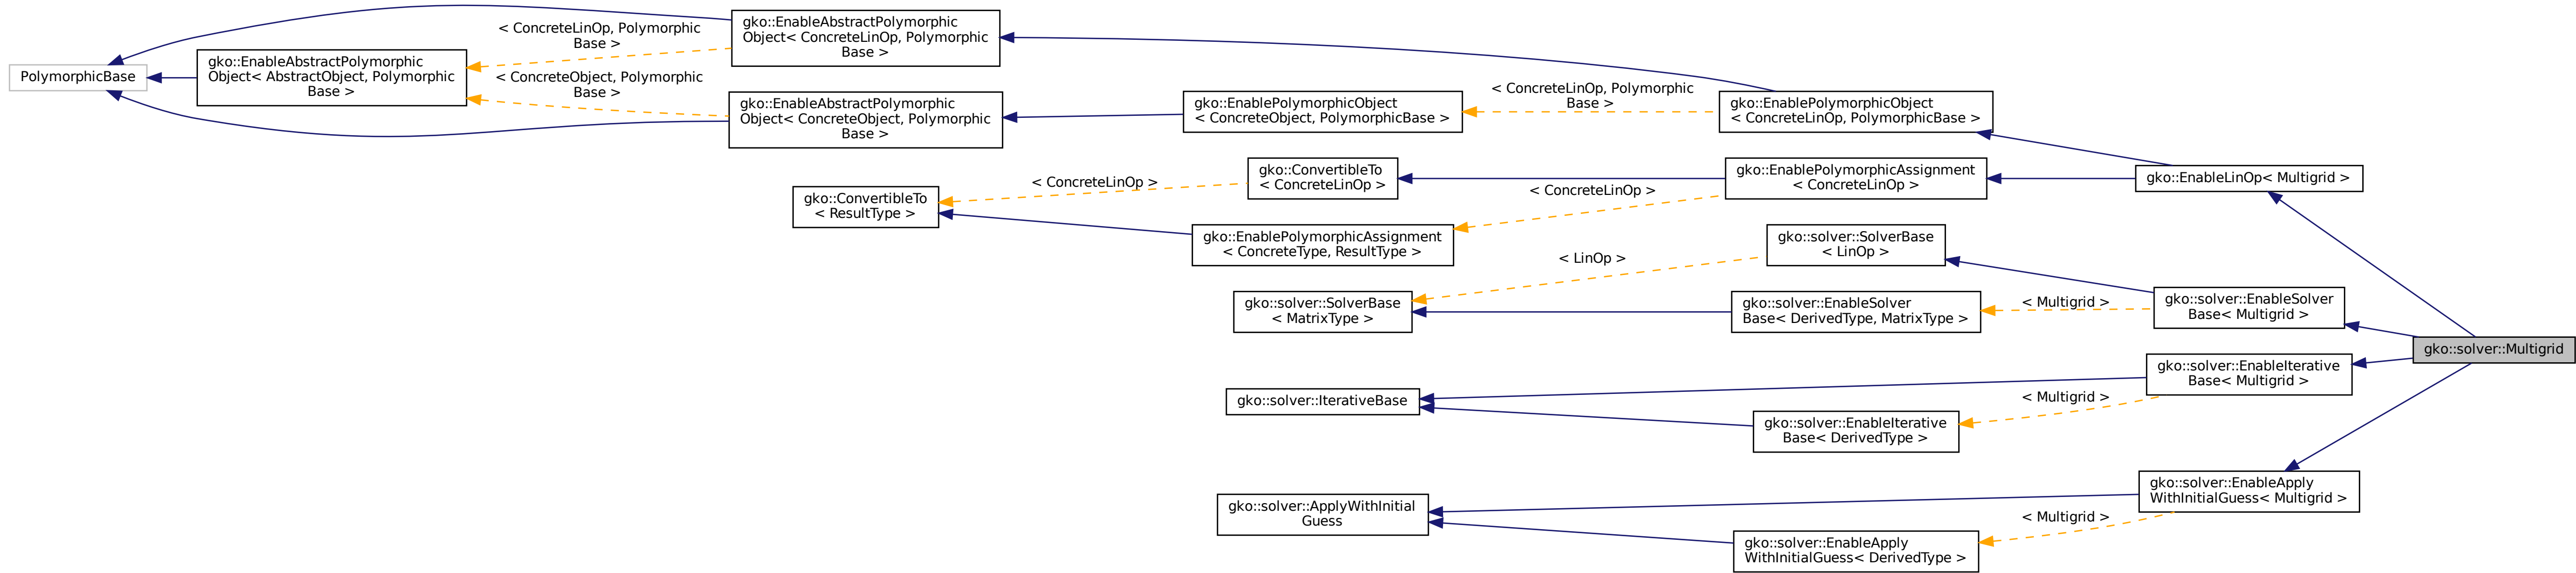 PolymorphicBase
gko::EnableAbstractPolymorphic
Object< AbstractObject, Polymorphic
Base >
< ConcreteLinOp, Polymorphic
Base >
< ConcreteObject, Polymorphic
Base >
gko::EnableAbstractPolymorphic
Object< ConcreteLinOp, Polymorphic
Base >
gko::EnableAbstractPolymorphic
Object< ConcreteObject, Polymorphic
Base >
gko::EnablePolymorphicObject
< ConcreteObject, PolymorphicBase >
< ConcreteLinOp, Polymorphic
Base >
gko::EnablePolymorphicObject
< ConcreteLinOp, PolymorphicBase >
gko::ConvertibleTo
< ResultType >
< ConcreteLinOp >
gko::ConvertibleTo
< ConcreteLinOp >
gko::EnablePolymorphicAssignment
< ConcreteType, ResultType >
< ConcreteLinOp >
gko::EnablePolymorphicAssignment
< ConcreteLinOp >
gko::EnableLinOp< Multigrid >
gko::solver::SolverBase
< MatrixType >
< LinOp >
gko::solver::SolverBase
< LinOp >
gko::solver::EnableSolver
Base< DerivedType, MatrixType >
< Multigrid >
gko::solver::EnableSolver
Base< Multigrid >
gko::solver::Multigrid
gko::solver::IterativeBase
gko::solver::EnableIterative
Base< Multigrid >
< Multigrid >
gko::solver::EnableIterative
Base< DerivedType >
gko::solver::ApplyWithInitial
Guess
gko::solver::EnableApply
WithInitialGuess< Multigrid >
< Multigrid >
gko::solver::EnableApply
WithInitialGuess< DerivedType >